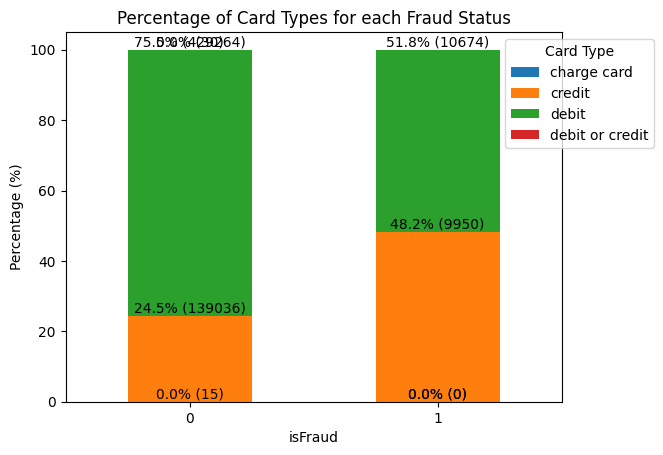 Percentage of Card Types for each Fraud Status
Card Type
charge card
credit
debit
debit or credit
Percentage (%)
100
80
60
40
20
0
51.8% (10674)
48.2% (9950)
24.5% (139036)
0.0% (15)
0.0% (0)
0
1
isFraud